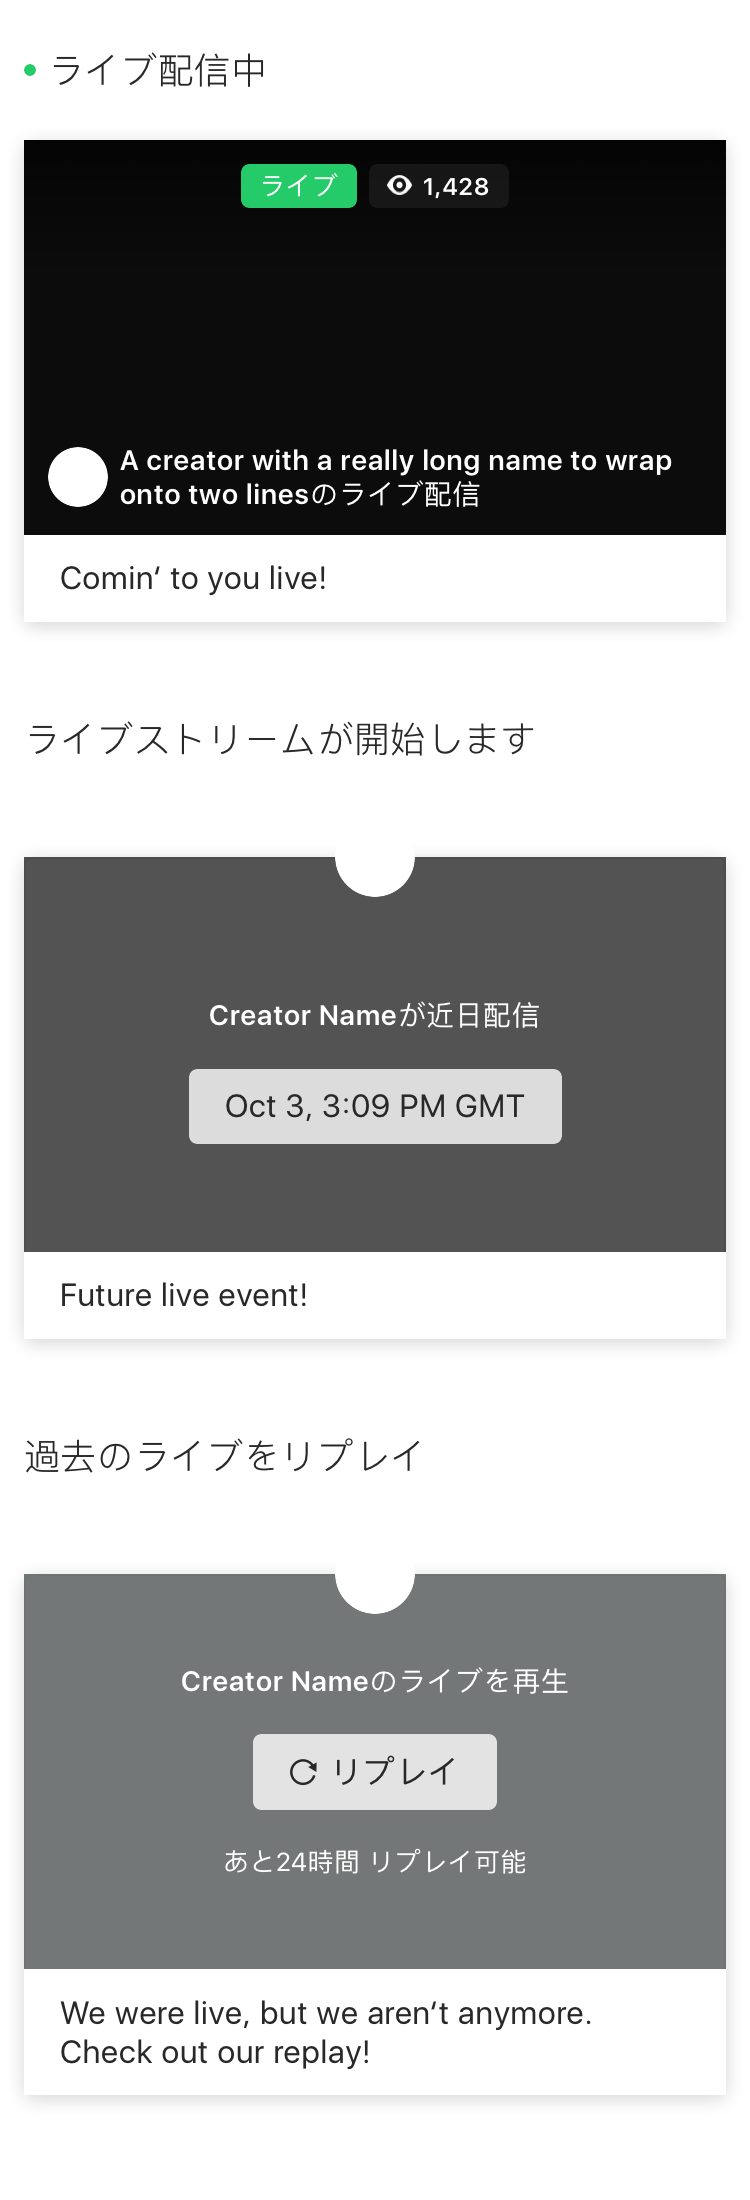 ライブ配信中
ライブ
1,428
A creator with a really long name to wrap
onto two linesのライブ配信
Comin’ to you live!
ライブストリームが開始します
Creator Nameが近日配信
Oct 3, 3:09 PM GMT
Future live event!
過去のライブをリプレイ
Creator Nameのライブを再生
リプレイ
あと24時間 リプレイ可能
We were live, but we aren’t anymore.
Check out our replay!